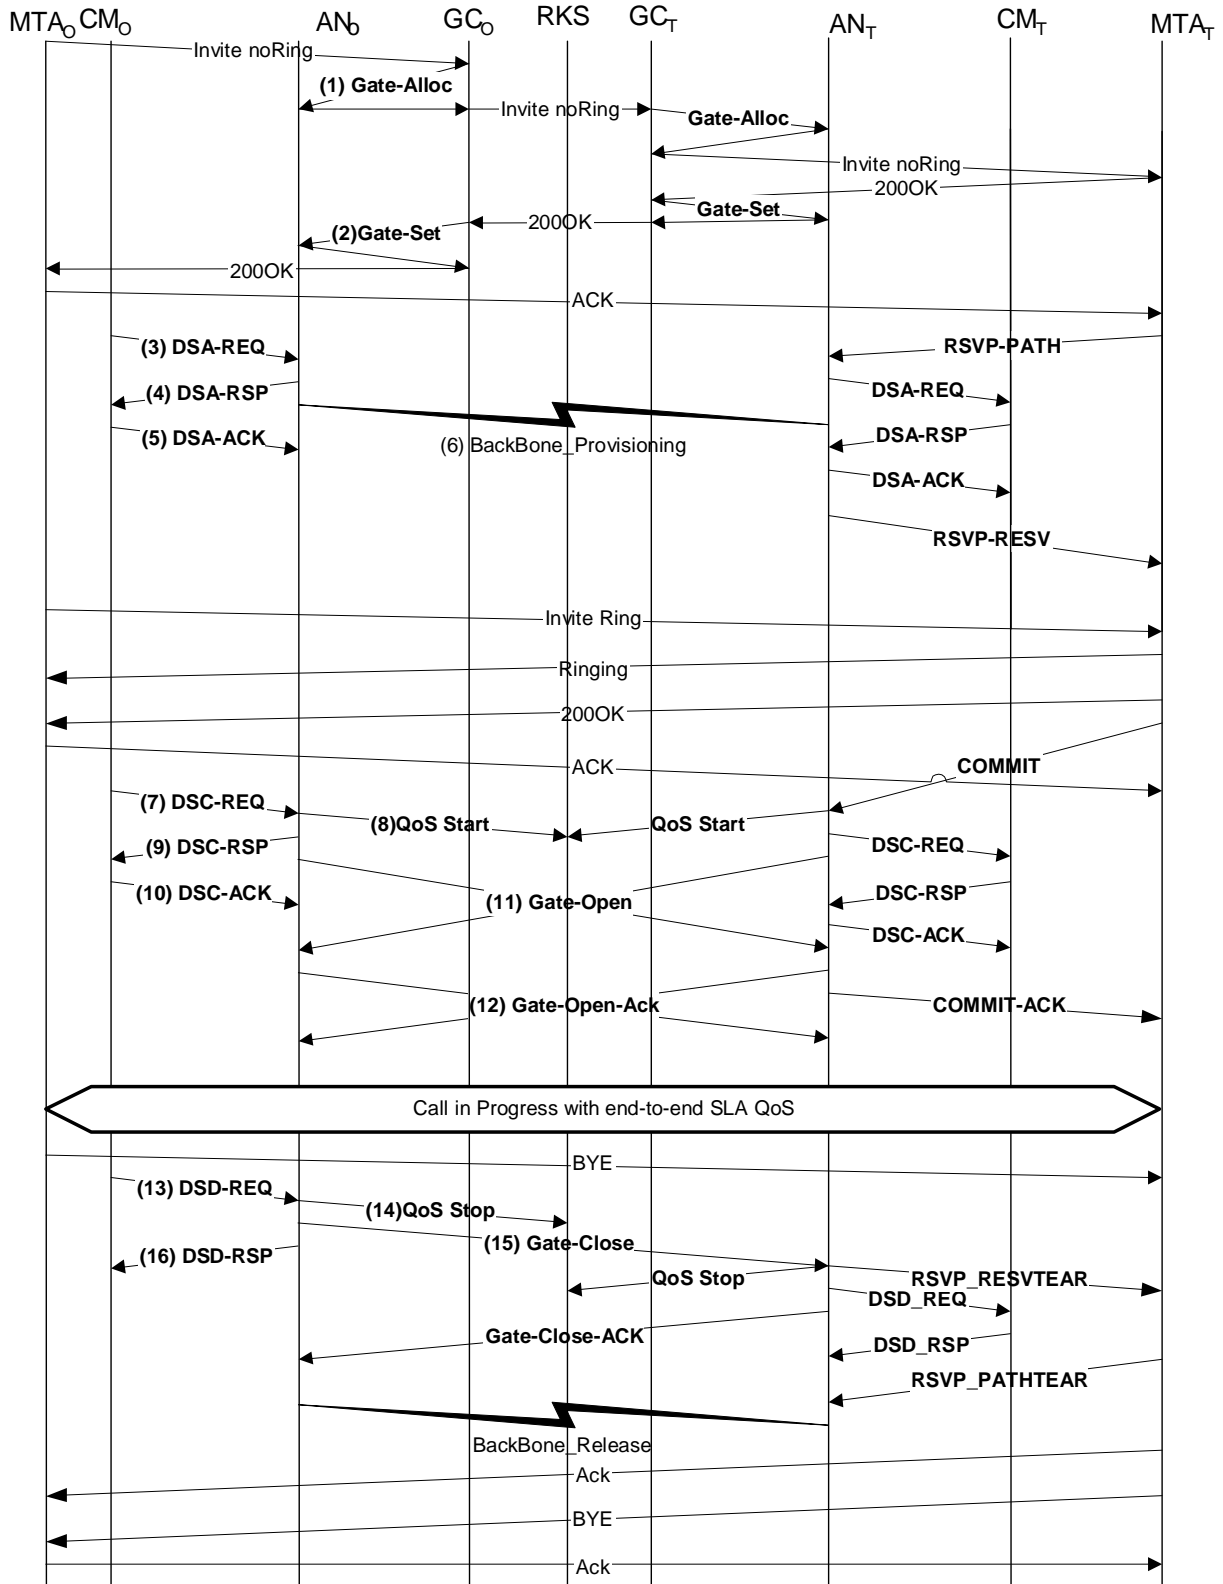 MTAO CMO ANO GCO RKS GCT ANT CMT MTAT
Invite noRing
(1) Gate-Alloc
Invite noRing
Gate-Alloc
Invite noRing
200OK
Gate-Set
200OK
(2)Gate-Set
200OK
ACK
(3) DSA-REQ
RSVP-PATH
(4) DSA-RSP
DSA-REQ
(5) DSA-ACK
(6) BackBone_Provisioning
DSA-RSP
DSA-ACK
RSVP-RESV
Invite Ring
Ringing
200OK
ACK
COMMIT
(7) DSC-REQ
(8)QoS Start
QoS Start
(9) DSC-RSP
DSC-REQ
(10) DSC-ACK
(11) Gate-Open
DSC-RSP
DSC-ACK
(12) Gate-Open-Ack
COMMIT-ACK
Call in Progress with end-to-end SLA QoS
BYE
(13) DSD-REQ
(14)QoS Stop
(15) Gate-Close
(16) DSD-RSP
QoS Stop
RSVP_RESVTEAR
DSD_REQ
Gate-Close-ACK
DSD_RSP
RSVP_PATHTEAR
BackBone_Release
Ack
BYE
Ack